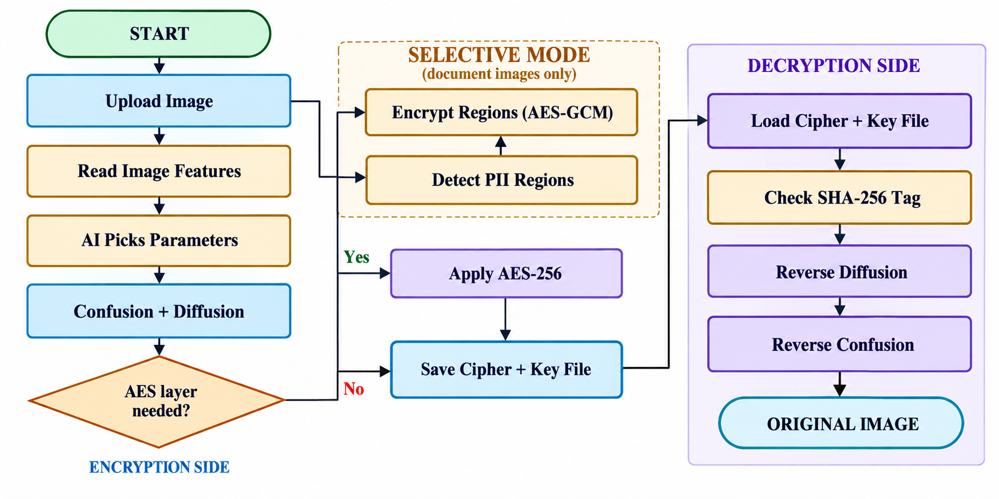 START
Upload Image
Read Image Features
AI Picks Parameters
Confusion + Diffusion
AES layer
needed?
ENCRYPTION SIDE
SELECTIVE MODE
(document images only)
Encrypt Regions (AES-GCM)
Detect PII Regions
Yes
Apply AES-256
Save Cipher + Key File
No
DECRYPTION SIDE
Load Cipher + Key File
Check SHA-256 Tag
Reverse Diffusion
Reverse Confusion
ORIGINAL IMAGE